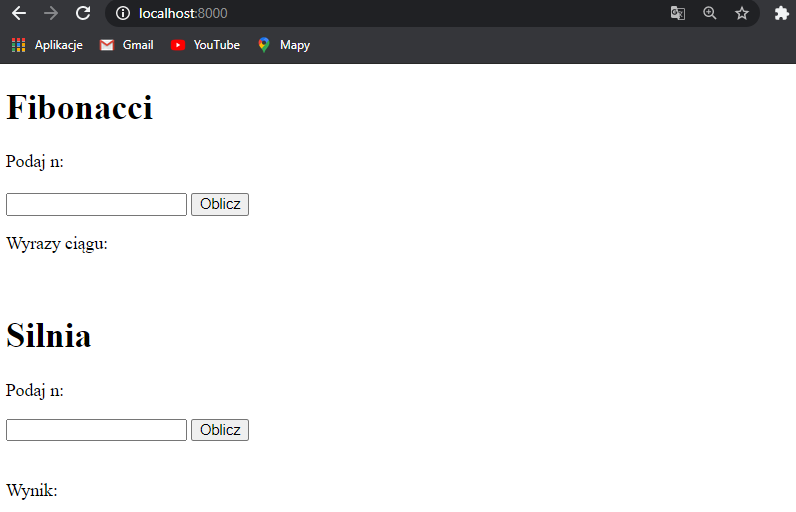 localhost:8000
Aplikacje Gmail YouTube Mapy
Fibonacci
Podaj n:
Oblicz
Wyrazy ciągu:
Silnia
Podaj n:
Oblicz
Wynik: